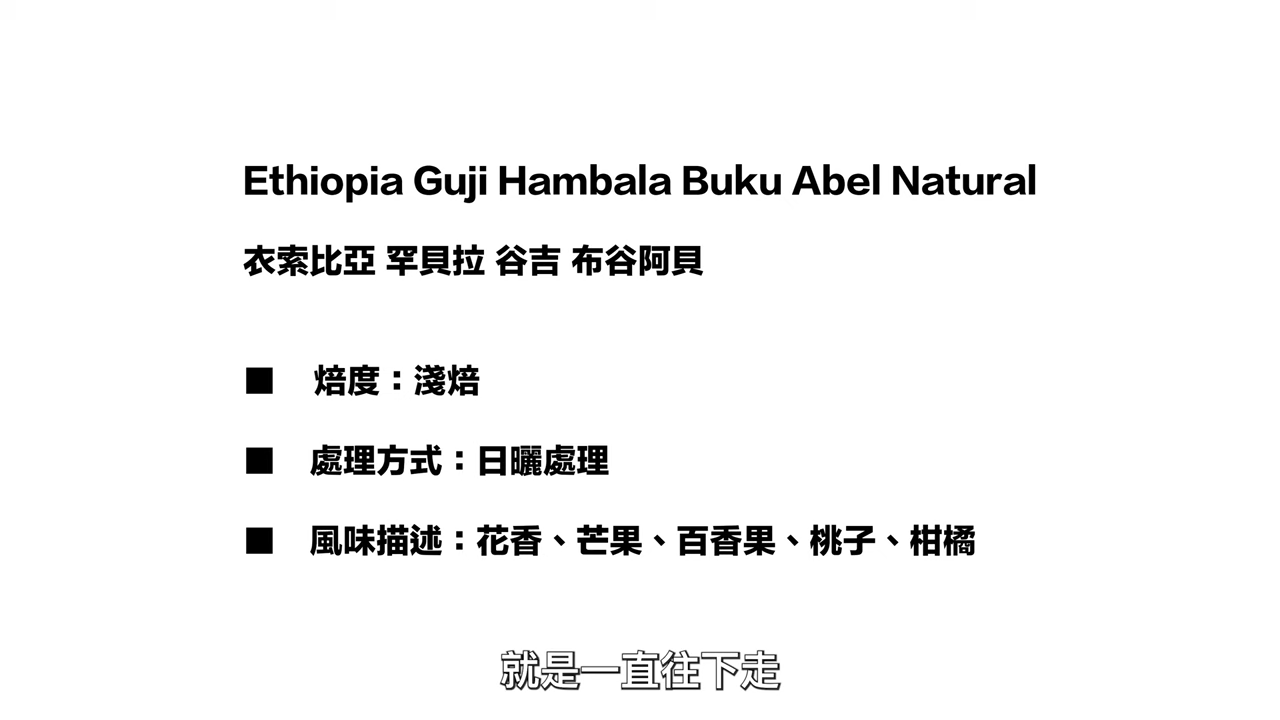 Ethiopia Guji Hambala Buku Abel Natural
衣索比亞 罕貝拉 谷吉 布谷阿貝
■ 焙度：淺焙
■ 處理方式：日曬處理
■ 風味描述：花香、芒果、百香果、桃子、柑橘
就是一直往下走